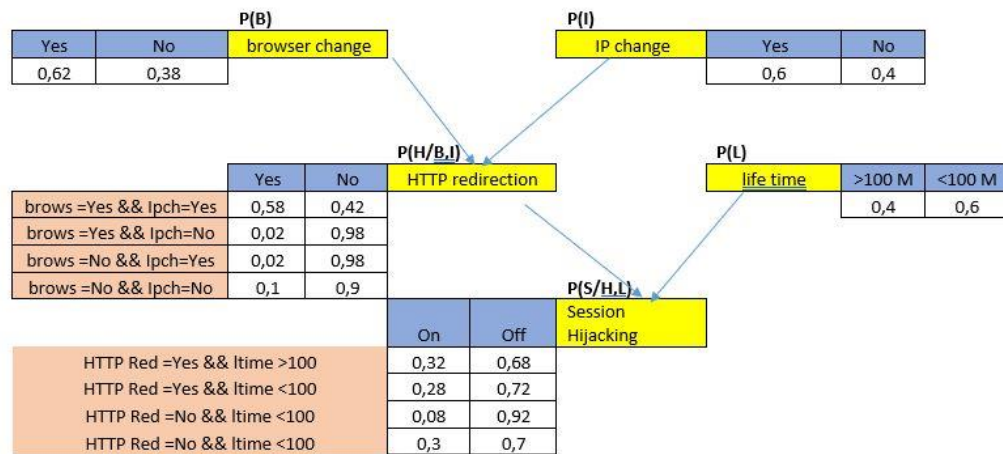 P(B) P(I)
Yes No browser change IP change Yes No
0,62 0,38 0,6 0,4
P(H/B,I) P(L)
Yes No HTTP redirection life time >100 M <100 M
brows =Yes && Ipch=Yes 0,58 0,42 0,4 0,6
brows =Yes && Ipch=No 0,02 0,98
brows =No && Ipch=Yes 0,02 0,98
brows =No && Ipch=No 0,1 0,9
P(S/H,L)
On Off Session
Hijacking
HTTP Red =Yes && ltime >100 0,32 0,68
HTTP Red =Yes && ltime <100 0,28 0,72
HTTP Red =No && ltime <100 0,08 0,92
HTTP Red =No && ltime <100 0,3 0,7